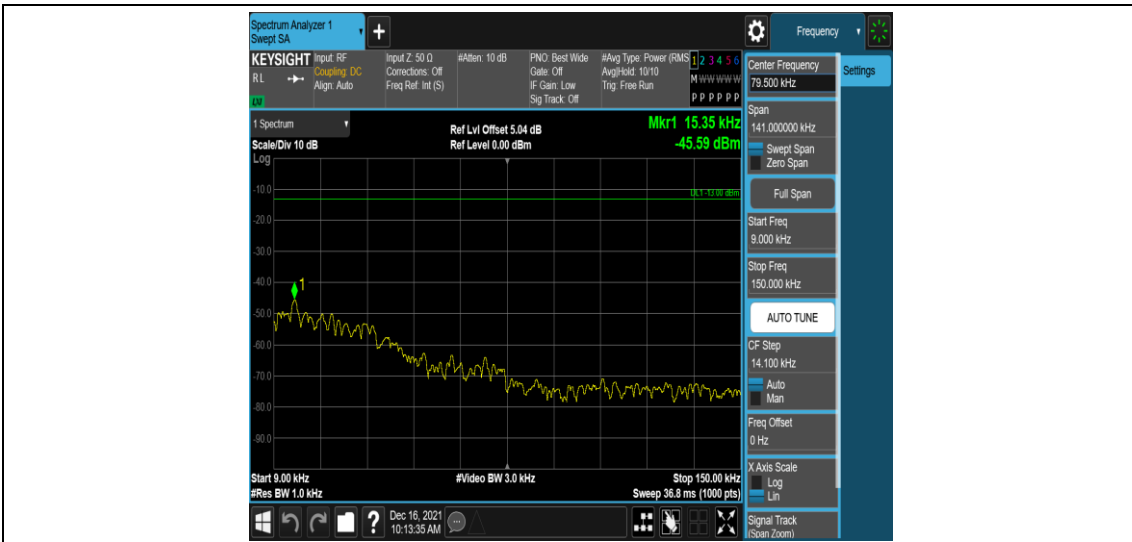 Spectrum Analyzer 1
Swept SA
+
Frequency
KEYSIGHT
RL
LXI
Input: RF
Coupling: DC
Align: Auto
Input Z: 50 Ω
Corrections: Off
Freq Ref: Int (S)
#Atten: 10 dB
PNO: Best Wide
Gate: Off
IF Gain: Low
Sig Track: Off
#Avg Type: Power (RMS
Avg|Hold: 10/10
Trig: Free Run
1 2 3 4 5 6
M W W W W W
P P P P P P
Center Frequency
79.500 kHz
Settings
Span
141.000000 kHz
Swept Span
Zero Span
Full Span
Start Freq
9.000 kHz
Stop Freq
150.000 kHz
AUTO TUNE
CF Step
14.100 kHz
Auto
Man
Freq Offset
0 Hz
X Axis Scale
Log
Lin
Signal Track
(Span Zoom)
1 Spectrum
Scale/Div 10 dB
Log
Ref Lvl Offset 5.04 dB
Ref Level 0.00 dBm
Mkr1 15.35 kHz
-45.59 dBm
DL1 -13.00 dBm
-10.0
-20.0
-30.0
-40.0
1
-50.0
-60.0
-70.0
-80.0
-90.0
Start 9.00 kHz
#Res BW 1.0 kHz
#Video BW 3.0 kHz
Stop 150.00 kHz
Sweep 36.8 ms (1000 pts)
?
Dec 16, 2021
10:13:35 AM